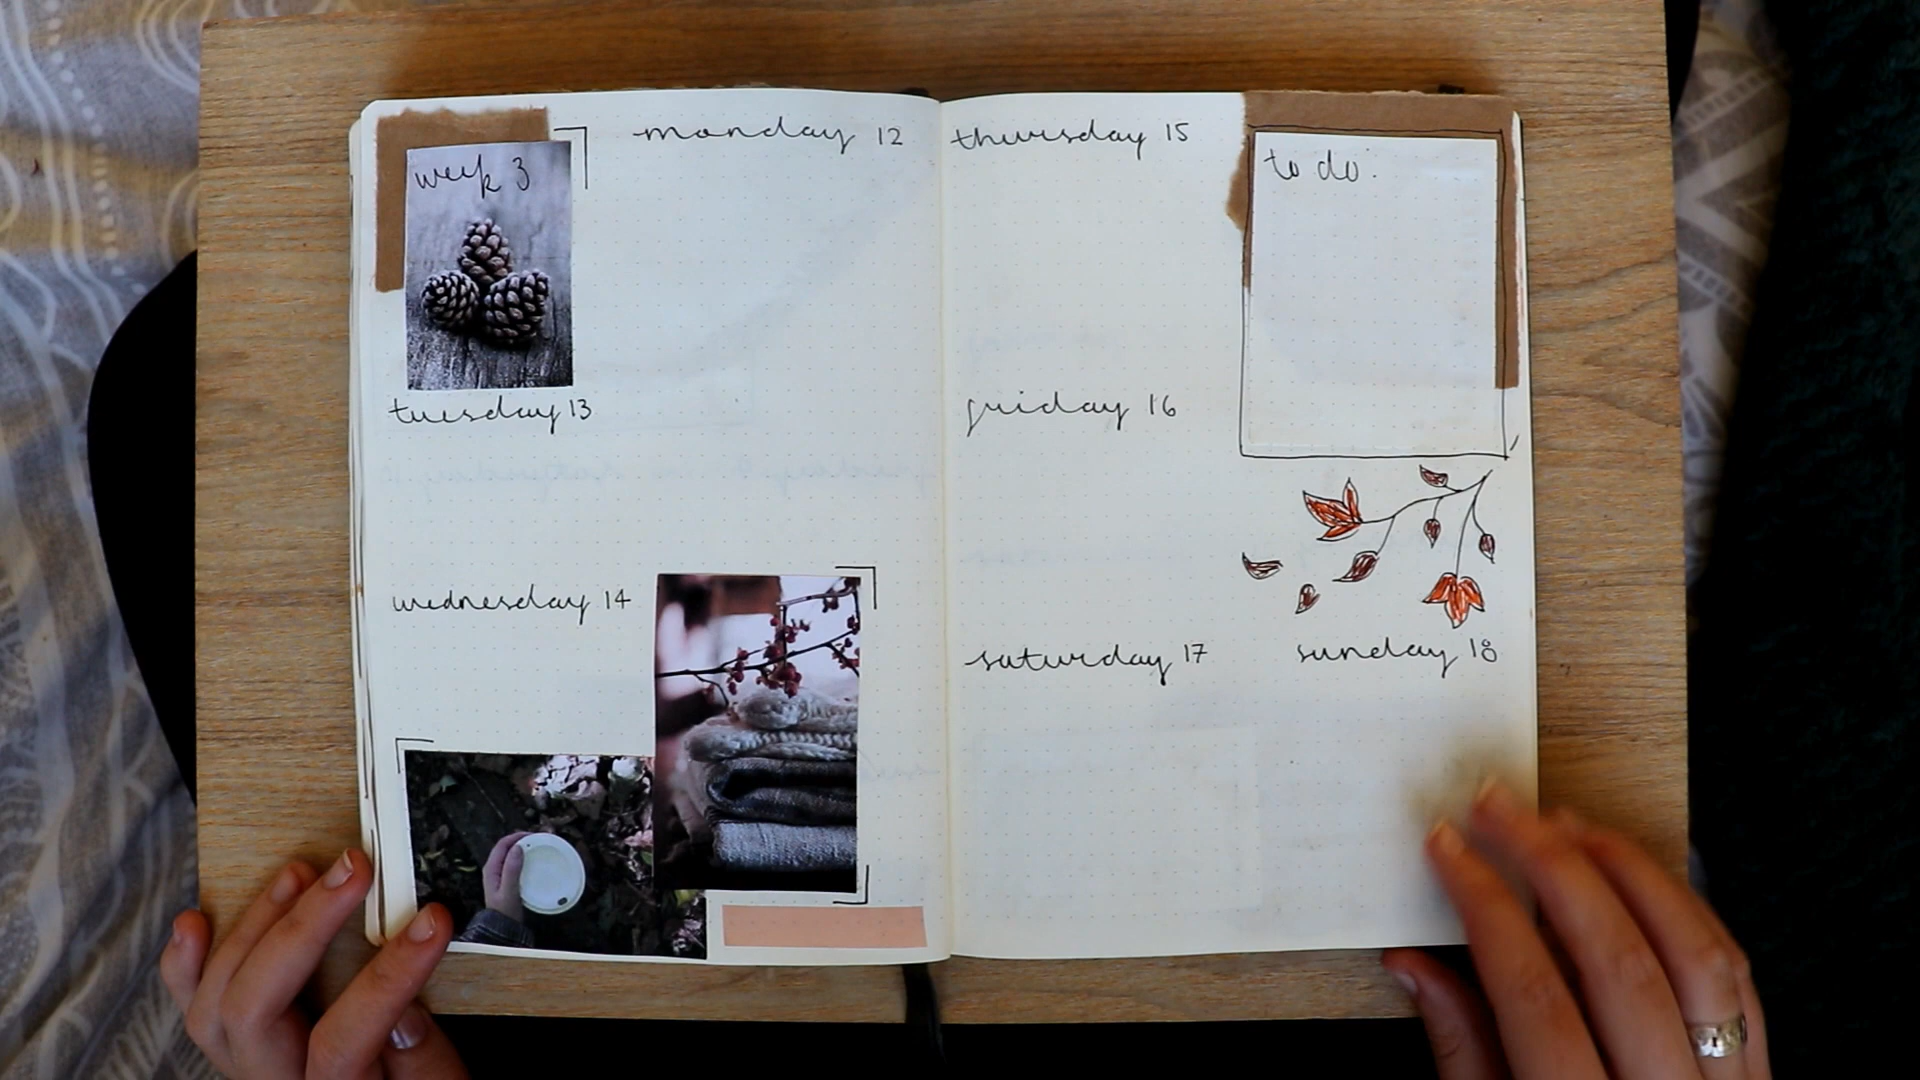 week 3
monday 12
tuesday 13
wednesday 14
thursday 15
to do:
friday 16
saturday 17
sunday 18